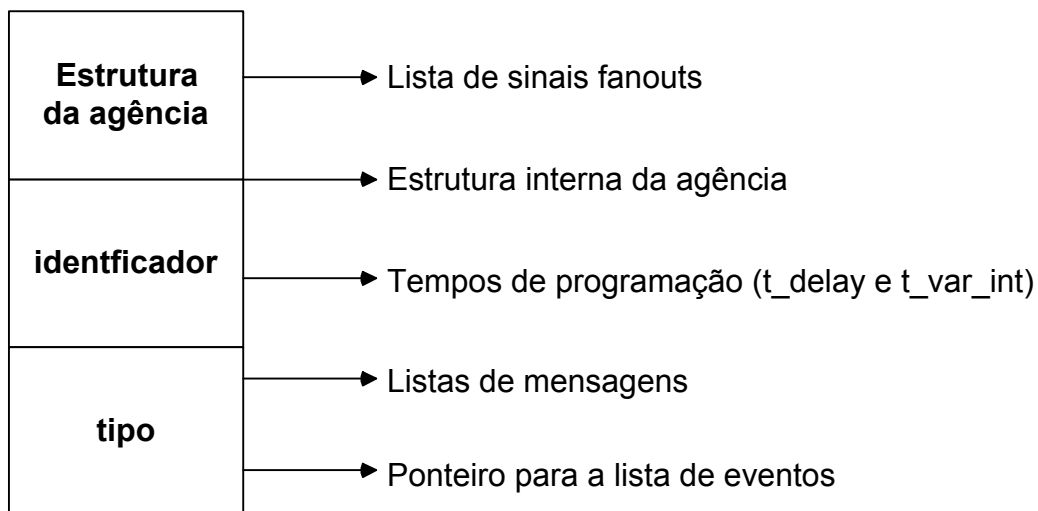 Estrutura
da agência
identficador
tipo
Lista de sinais fanouts
Estrutura interna da agência
Tempos de programação (t_delay e t_var_int)
Listas de mensagens
Ponteiro para a lista de eventos